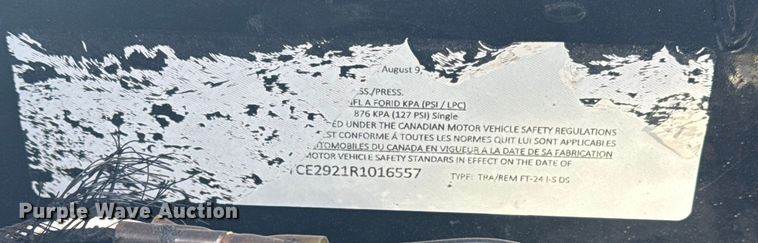 August 9,
SS./PRESS.
INFL A FORID KPA (PSI / LPC)
876 KPA (127 PSI) Single
ED UNDER THE CANADIAN MOTOR VEHICLE SAFETY REGULATIONS
EST CONFORME À TOUTES LES NORMES QUIT LUI SONT APPLICABLES
TOMOBILES DU CANADA EN VIGUEUR A LA DATE DE SA FABRICATION
MOTOR VEHICLE SAFETY STANDARDS IN EFFECT ON THE DATE OF
CE2921R1016557 TYPE: TRA/REM FT-24 I-S DS
Purple Wave Auction